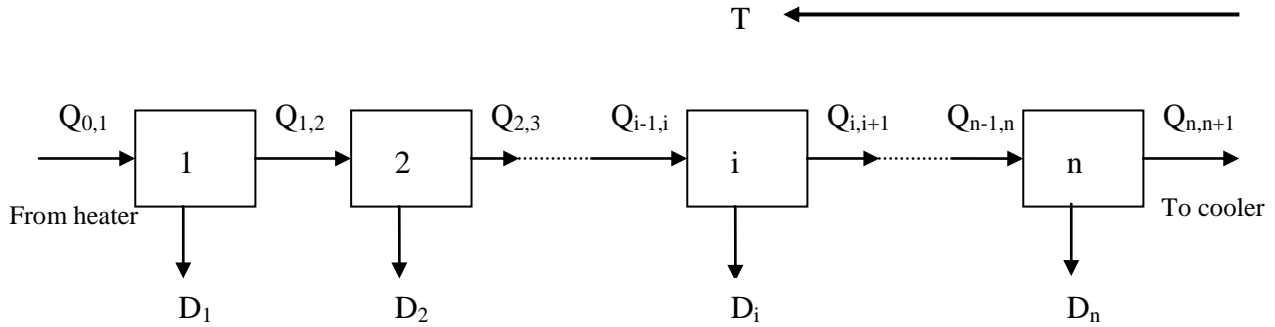 T
Q0,1 Q1,2 Q2,3 Qi-1,i Qi,i+1 Qn-1,n Qn,n+1
1 2 i n
From heater To cooler
D1 D2 Di Dn